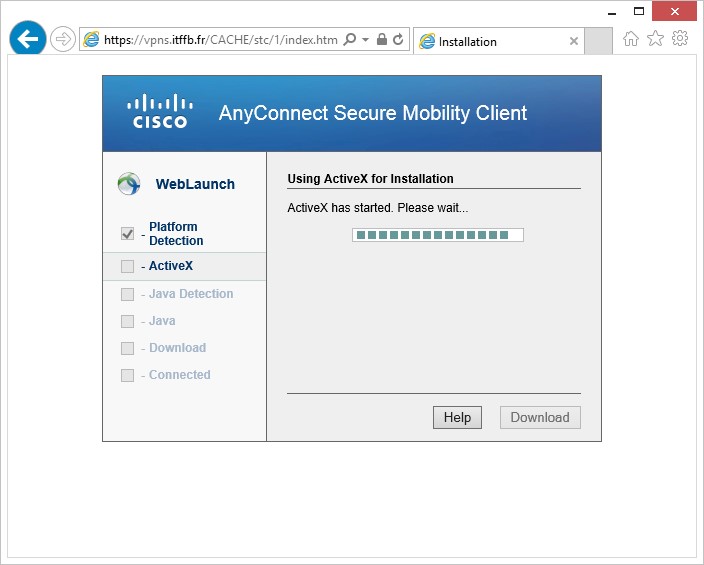 https://vpns.itffb.fr/CACHE/stc/1/index.htm
Installation
CISCO
AnyConnect Secure Mobility Client
WebLaunch
- Platform
Detection
- ActiveX
- Java Detection
- Java
- Download
- Connected
Using ActiveX for Installation
ActiveX has started. Please wait...
Help
Download